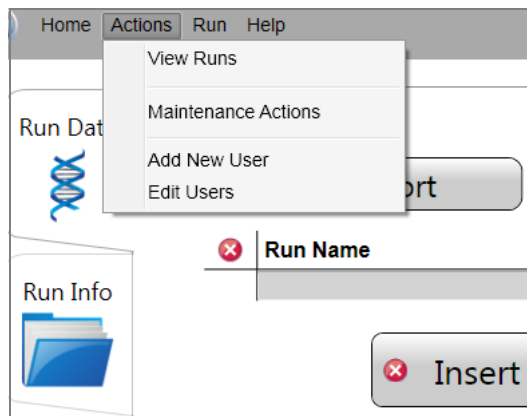 Home Actions Run Help
View Runs
Maintenance Actions
Add New User
Edit Users
Run Dat
ort
Run Name
Run Info
Insert